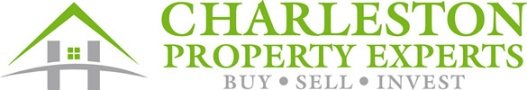 CHARLESTON
PROPERTY EXPERTS
BUY • SELL • INVEST